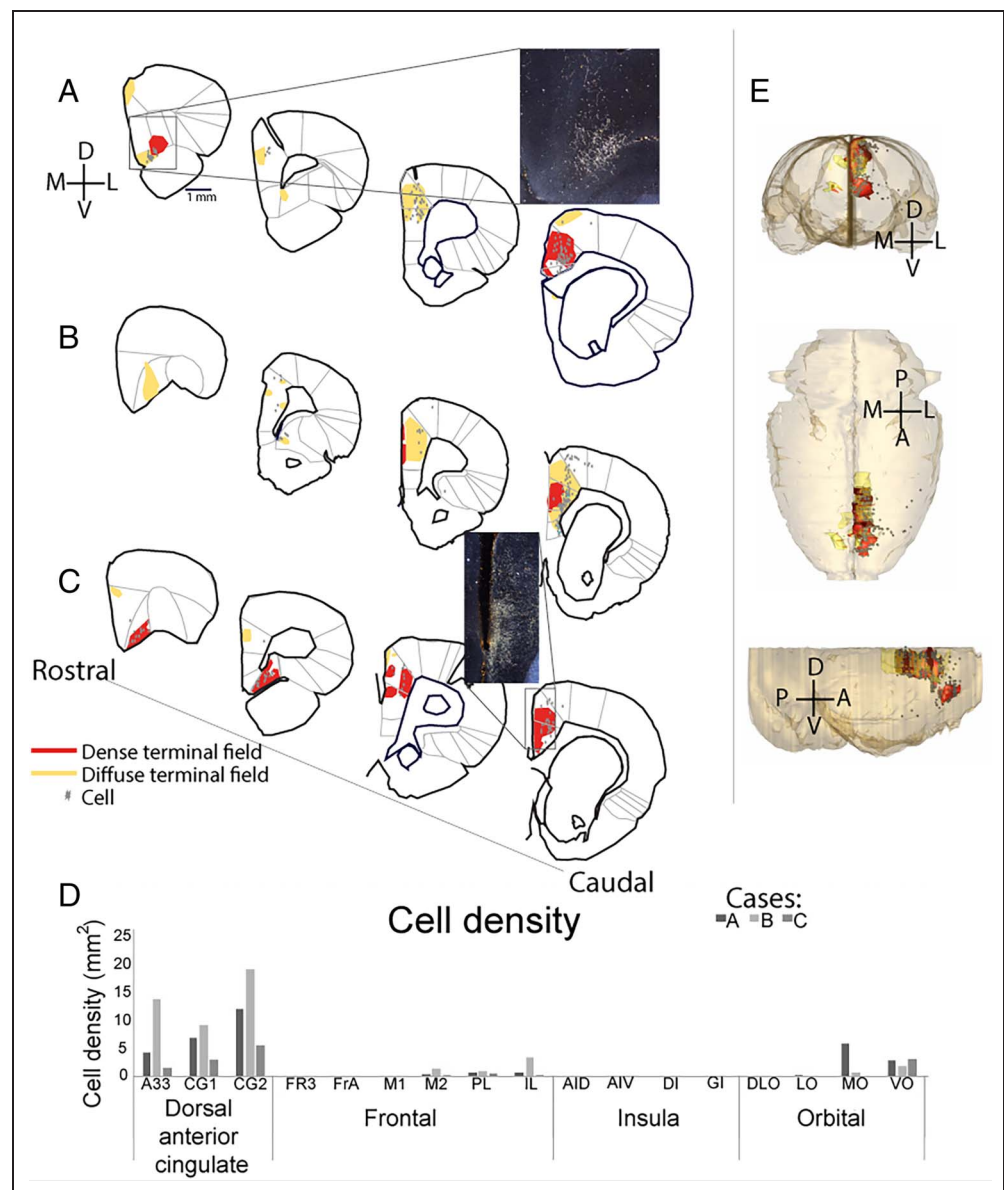 A
D
M L
V
1 mm
B
C
Rostral
Dense terminal field
Diffuse terminal field
Cell
Caudal
E
D
M L
V
P
M L
A
D
P A
V
D
Cell density
Cases:
A B C
Cell density (mm2)
25
20
15
10
5
0
A33 CG1 CG2 FR3 FrA M1 M2 PL IL AID AIV DI GI DLO LO MO VO
Dorsal
anterior
cingulate
Frontal
Insula
Orbital